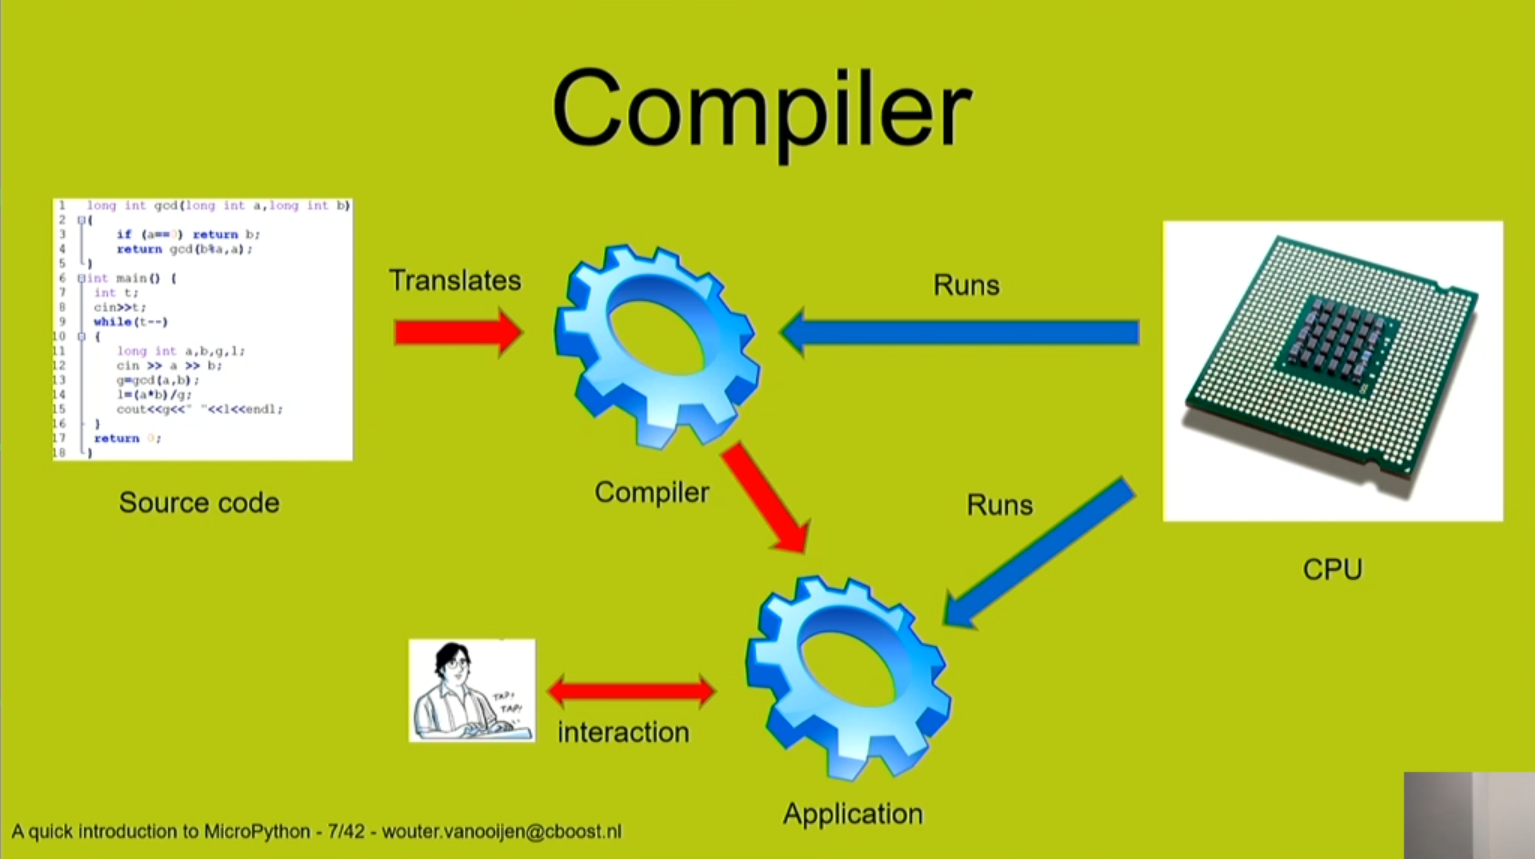 Compiler
1 long int gcd(long int a,long int b)
2 {
3 if (a==0) return b;
4 return gcd(b%a,a);
5 }
6 int main() {
7 int t;
8 cin>>t;
9 while(t--)
10 {
11 long int a,b,g,l;
12 cin >> a >> b;
13 g=gcd(a,b);
14 l=(a*b)/g;
15 cout<<g<<" "<<l<<endl;
16 }
17 return 0;
18 }
Source code
Translates
Compiler
Runs
Runs
CPU
TAP!
TAP!
interaction
Application
A quick introduction to MicroPython - 7/42 - wouter.vanooijen@cboost.nl